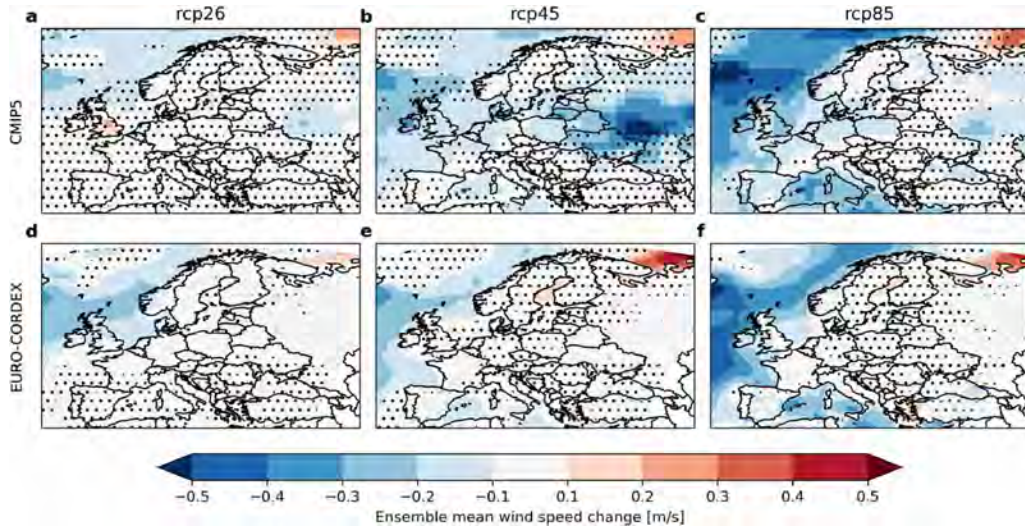 rcp26 rcp45 rcp85
a b c
CMIP5
d e f
EURO-CORDEX
−0.5 −0.4 −0.3 −0.2 −0.1 0.1 0.2 0.3 0.4 0.5
Ensemble mean wind speed change [m/s]